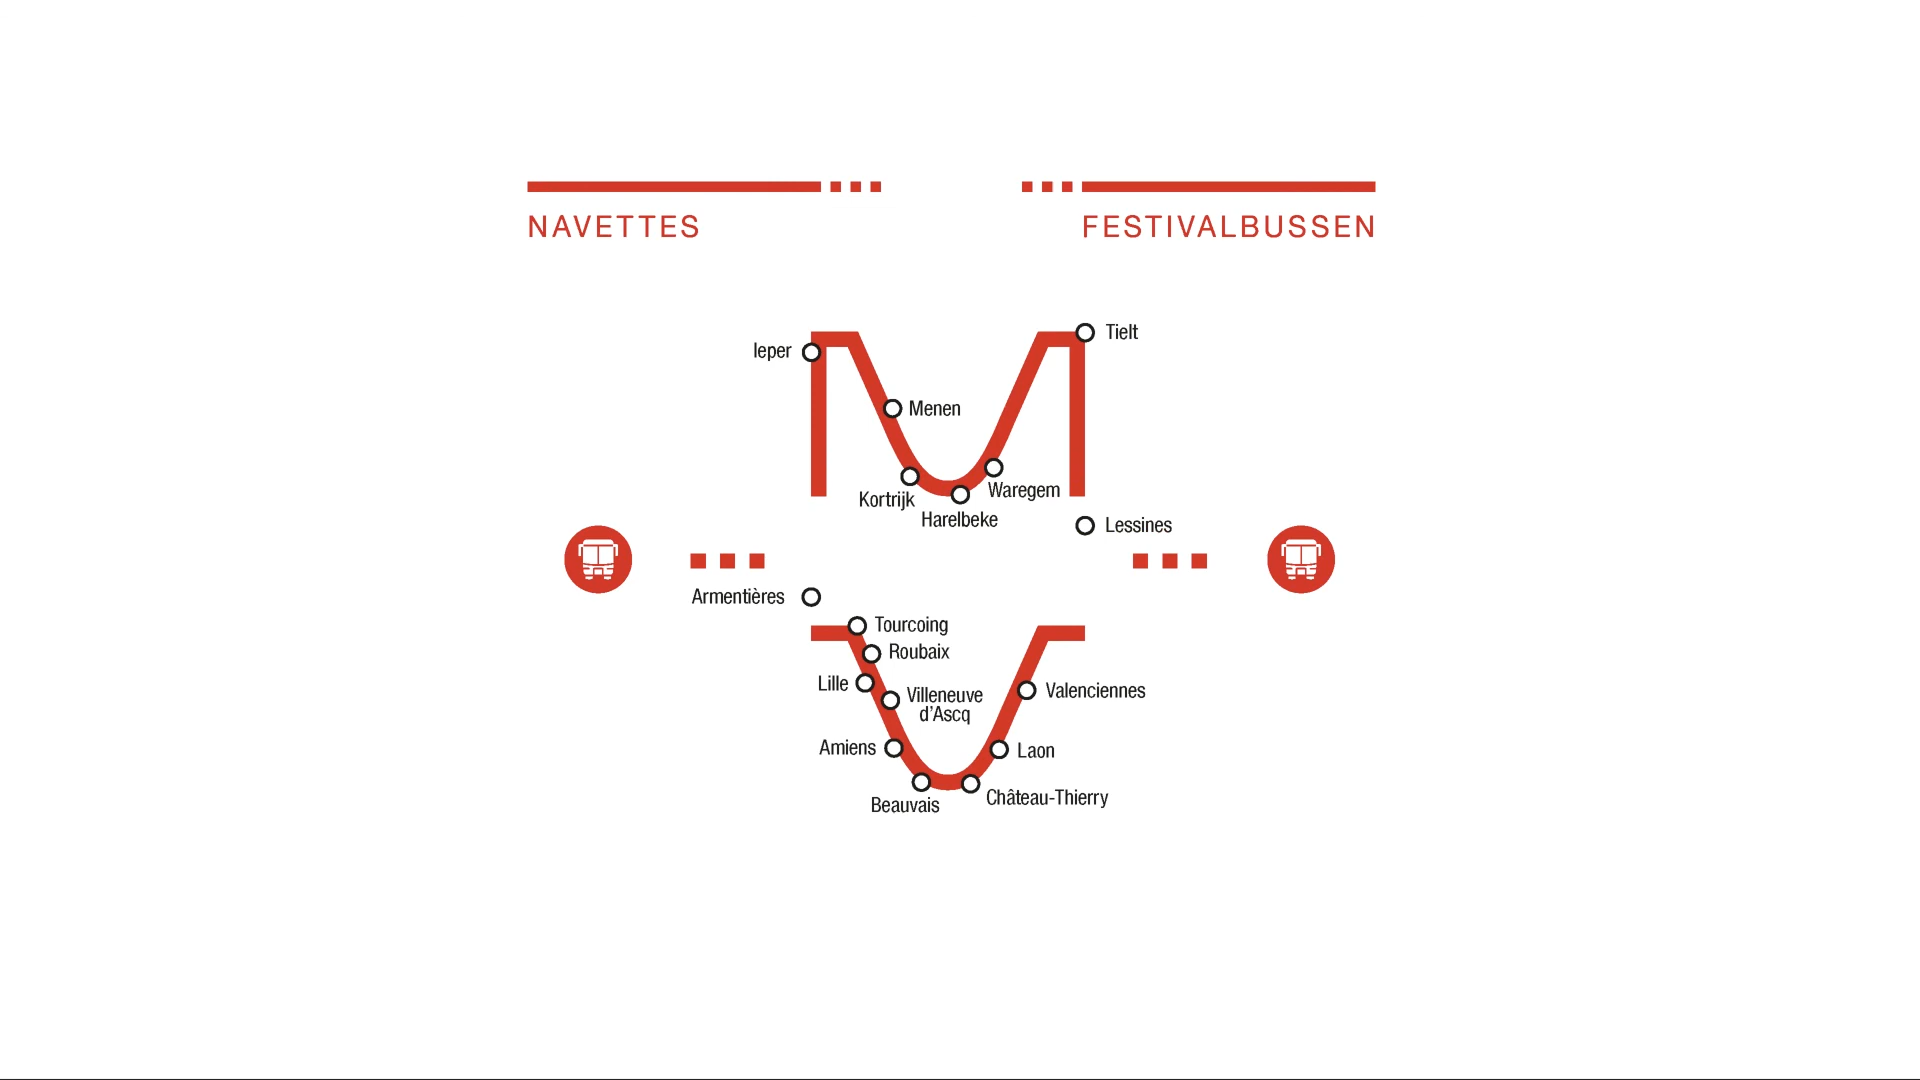 NAVETTES
FESTIVALBUSSEN
Tielt
Ieper
Menen
Waregem
Kortrijk
Harelbeke
Lessines
Armentières
Tourcoing
Roubaix
Lille
Villeneuve
d'Ascq
Valenciennes
Amiens
Laon
Beauvais
Château-Thierry